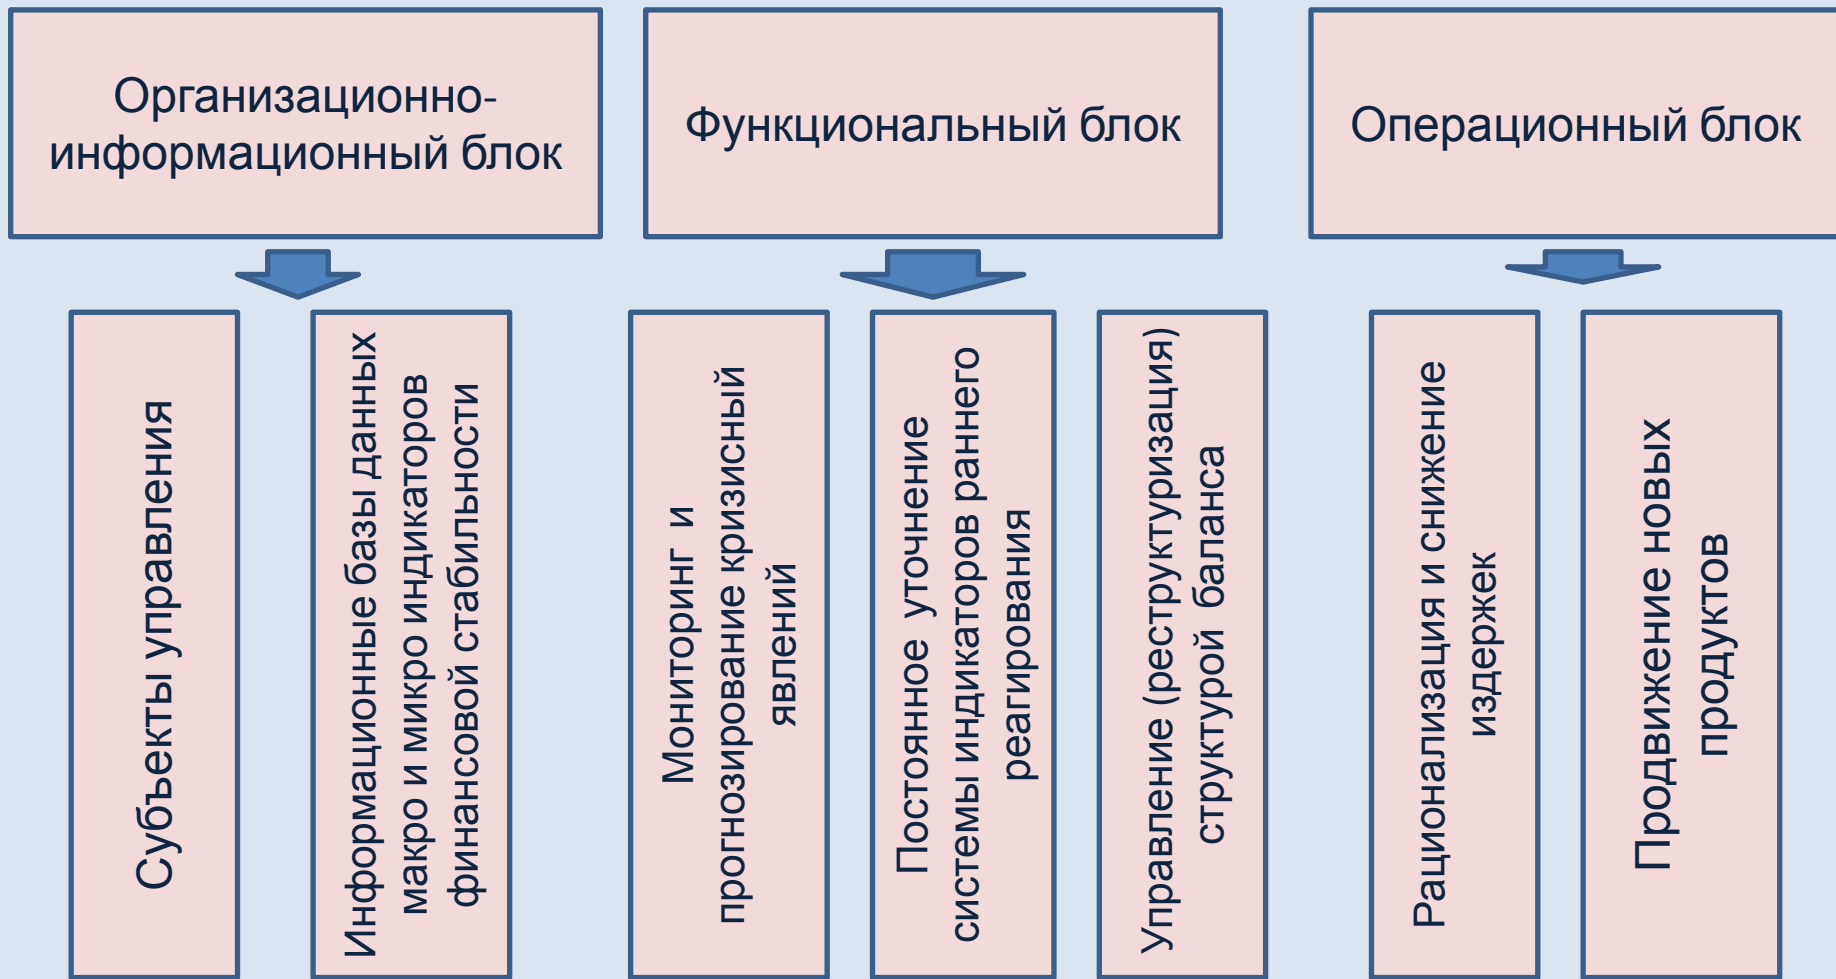 Организационно-
информационный блок
Функциональный блок
Операционный блок
Субъекты управления
Информационные базы данных
макро и микро индикаторов
финансовой стабильности
Мониторинг и
прогнозирование кризисный
явлений
Постоянное уточнение
системы индикаторов раннего
реагирования
Управление (реструктуризация)
структурой баланса
Рационализация и снижение
издержек
Продвижение новых
продуктов